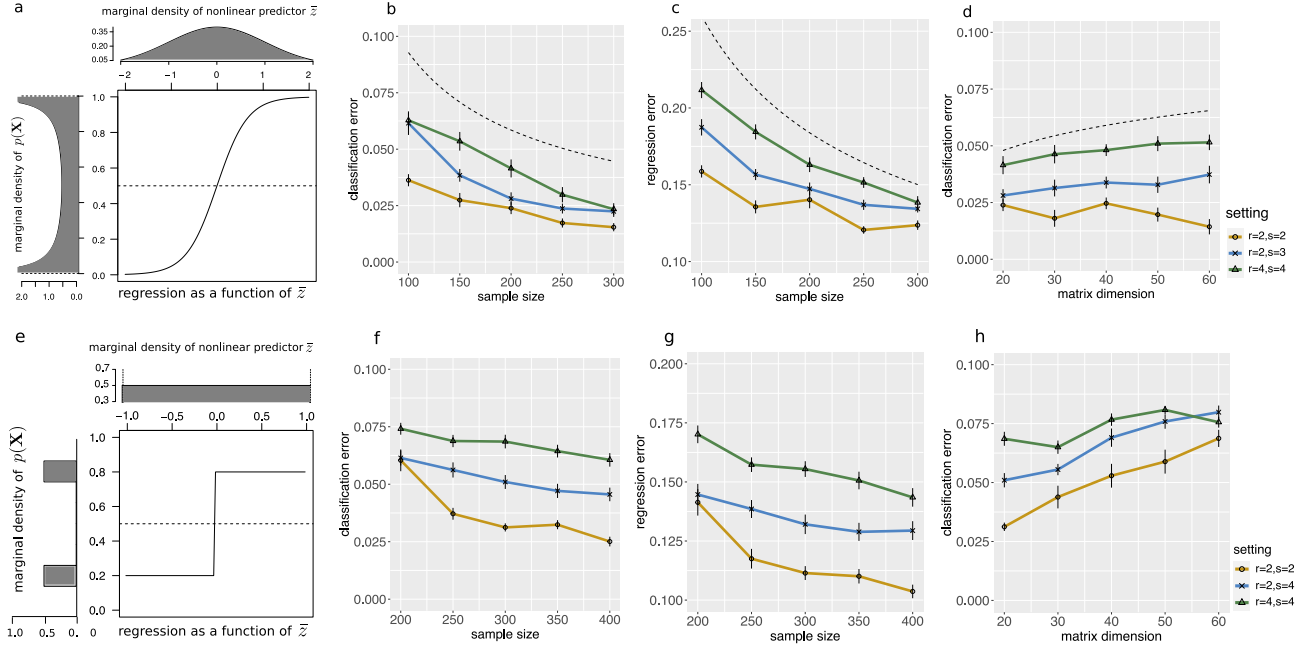 a
marginal density of nonlinear predictor z̄
0.35
0.20
0.05
−2 −1 0 1 2
marginal density of p(X)
1.0
0.8
0.6
0.4
0.2
0.0
2.0 1.0 0.0
regression as a function of z̄
b
classification error
0.100
0.075
0.050
0.025
0.000
100 150 200 250 300
sample size
c
regression error
0.25
0.20
0.15
0.10
100 150 200 250 300
sample size
d
classification error
0.100
0.075
0.050
0.025
0.000
20 30 40 50 60
matrix dimension
setting
r=2,s=2
r=2,s=3
r=4,s=4
e
marginal density of nonlinear predictor z̄
0.7
0.5
0.3
−1.0 −0.5 0.0 0.5 1.0
marginal density of p(X)
1.0
0.8
0.6
0.4
0.2
0.0
1.0 0.5 0. 0
regression as a function of z̄
f
classification error
0.100
0.075
0.050
0.025
0.000
200 250 300 350 400
sample size
g
regression error
0.200
0.175
0.150
0.125
0.100
200 250 300 350 400
sample size
h
classification error
0.100
0.075
0.050
0.025
0.000
20 30 40 50 60
matrix dimension
setting
r=2,s=2
r=2,s=4
r=4,s=4